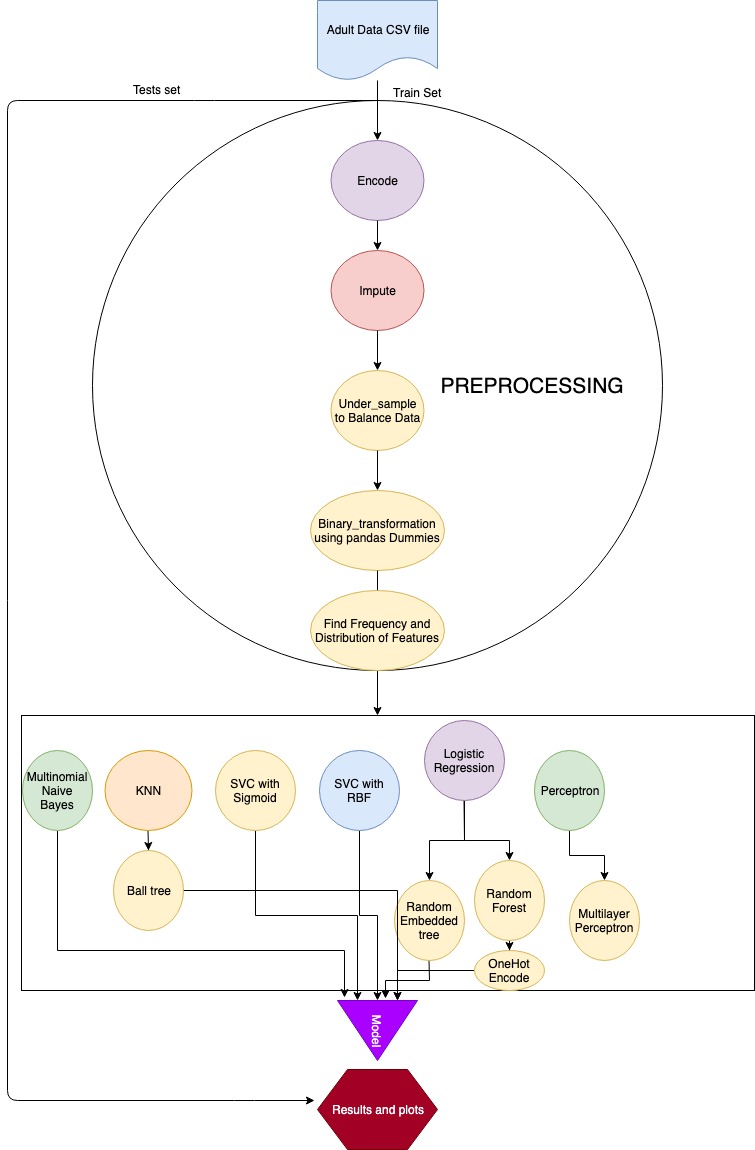 Adult Data CSV file
Tests set
Train Set
Encode
Impute
PREPROCESSING
Under_sample
to Balance Data
Binary_transformation
using pandas Dummies
Find Frequency and
Distribution of Features
Multinomial
Naive
Bayes
KNN
SVC with
Sigmoid
SVC with
RBF
Logistic
Regression
Perceptron
Ball tree
Random
Embedded
tree
Random
Forest
Multilayer
Perceptron
OneHot
Encode
Model
Results and plots